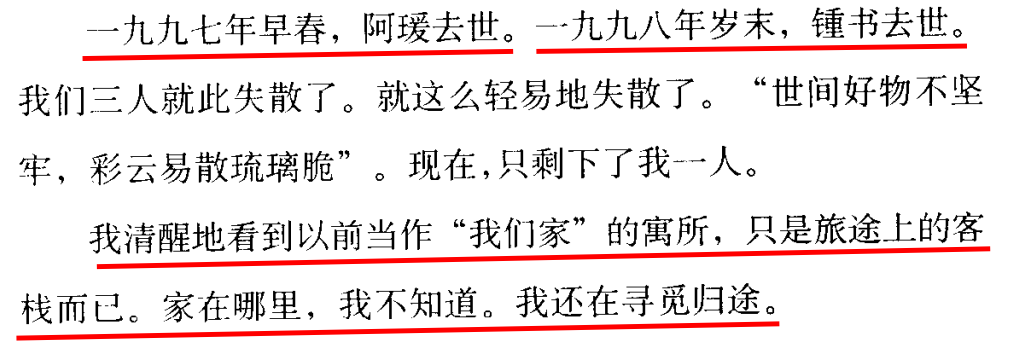 一九九七年早春，阿瑗去世。一九九八年岁末，锺书去世。
我们三人就此失散了。就这么轻易地失散了。“世间好物不坚
牢，彩云易散琉璃脆”。现在,只剩下了我一人。
我清醒地看到以前当作“我们家”的寓所，只是旅途上的客
栈而已。家在哪里，我不知道。我还在寻觅归途。